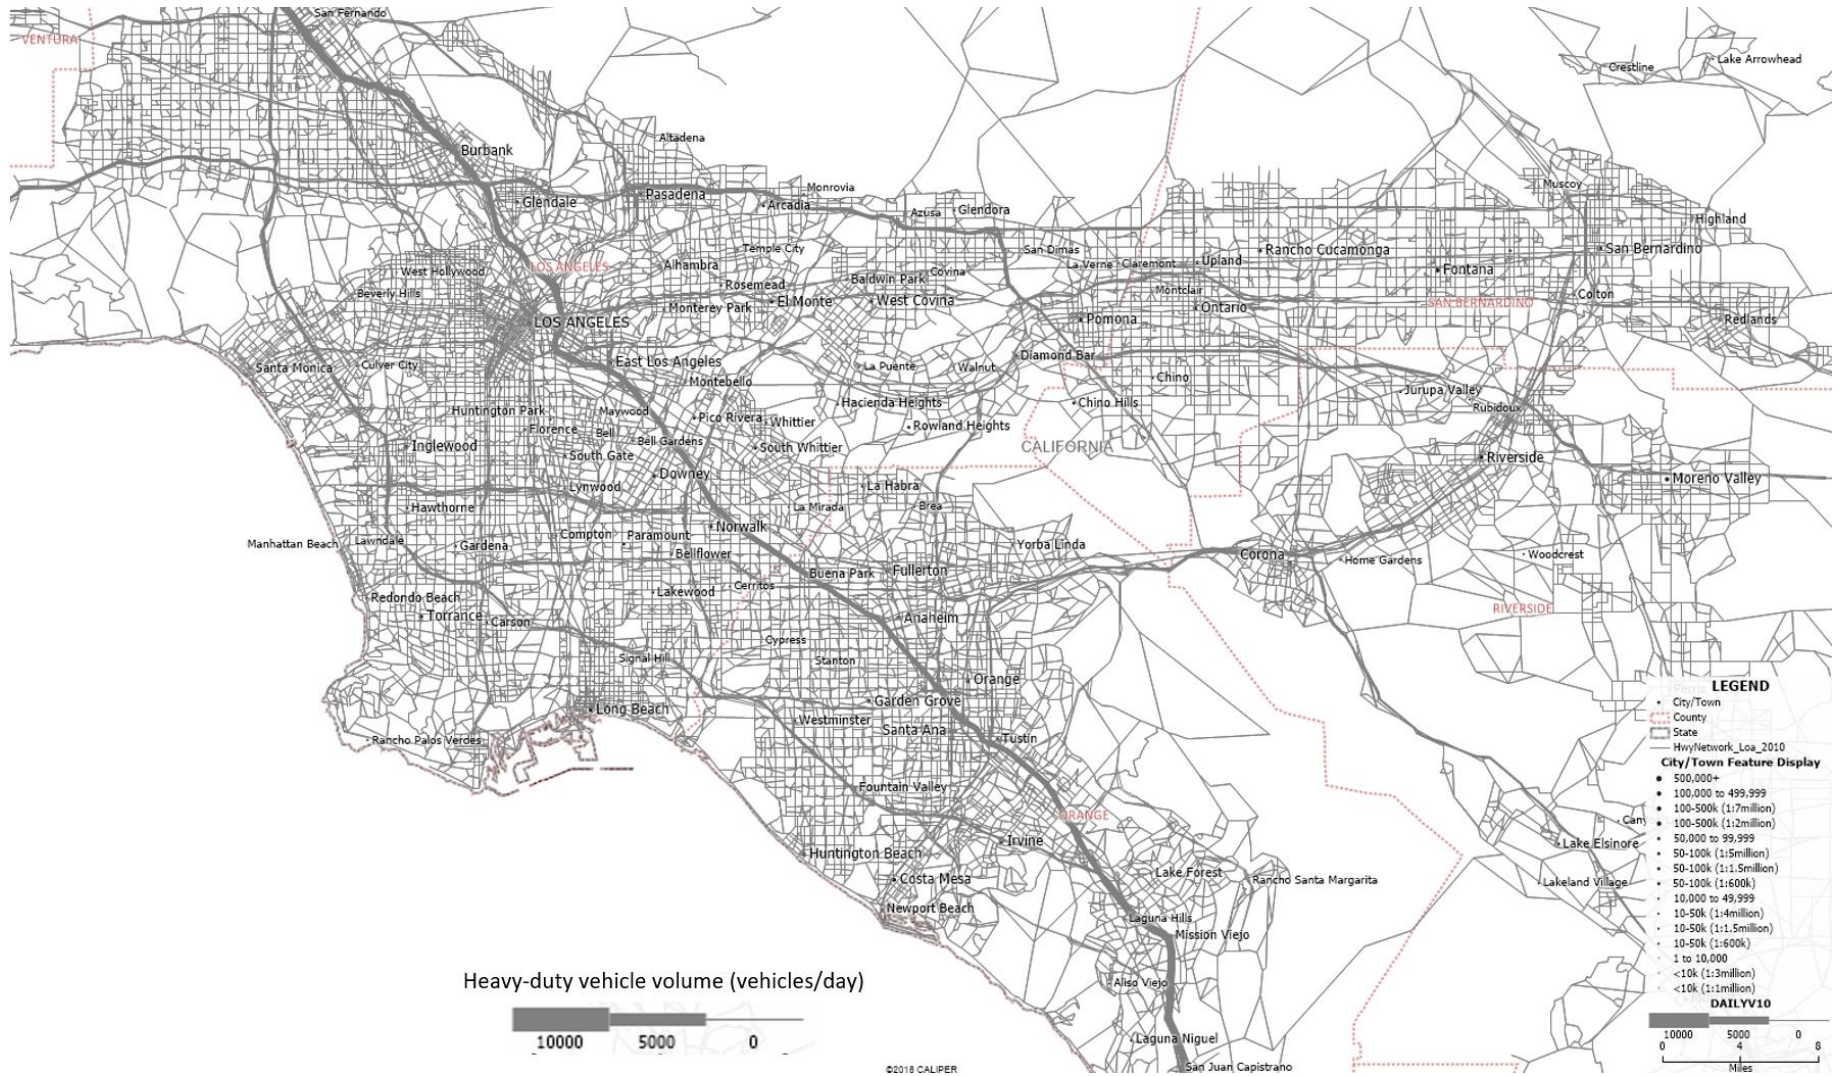 San Fernando
VENTURA
Crestline
Lake Arrowhead
Altadena
Burbank
Muscoy
Monrovia
Pasadena
Glendale
Arcadia
Azusa
Glendora
Highland
Temple City
San Dimas
Rancho Cucamonga
San Bernardino
West Hollywood
LOS ANGELES
Alhambra
La Verne
Claremont
Upland
Fontana
Baldwin Park
Covina
Rosemead
Beverly Hills
El Monte
West Covina
Montclair
Colton
Monterey Park
Ontario
SAN BERNARDINO
LOS ANGELES
Pomona
Redlands
East Los Angeles
Diamond Bar
Santa Monica
Culver City
La Puente
Walnut
Montebello
Chino
Jurupa Valley
Huntington Park
Maywood
Hacienda Heights
Chino Hills
Rubidoux
Pico Rivera
Whittier
Florence
Bell
Rowland Heights
Inglewood
Bell Gardens
South Whittier
CALIFORNIA
South Gate
Riverside
Downey
Moreno Valley
Lynwood
La Habra
Hawthorne
La Mirada
Brea
Norwalk
Manhattan Beach
Lawndale
Gardena
Compton
Paramount
Bellflower
Yorba Linda
Corona
Home Gardens
Woodcrest
Buena Park
Fullerton
Cerritos
Lakewood
Redondo Beach
Torrance
Carson
Anaheim
RIVERSIDE
Cypress
Signal Hill
Stanton
Orange
Perris
Long Beach
Garden Grove
Westminster
Santa Ana
Rancho Palos Verdes
Tustin
Fountain Valley
ORANGE
Irvine
Cany
Lake Elsinore
Huntington Beach
Costa Mesa
Lake Forest
Rancho Santa Margarita
Lakeland Village
Newport Beach
Laguna Hills
Mission Viejo
Aliso Viejo
Laguna Niguel
San Juan Capistrano
Heavy-duty vehicle volume (vehicles/day)
10000 5000 0
©2018 CALIPER
LEGEND
City/Town
County
State
HwyNetwork_Loa_2010
City/Town Feature Display
500,000+
100,000 to 499,999
100-500k (1:7million)
100-500k (1:2million)
50,000 to 99,999
50-100k (1:5million)
50-100k (1:1.5million)
50-100k (1:600k)
10,000 to 49,999
10-50k (1:4million)
10-50k (1:1.5million)
10-50k (1:600k)
1 to 10,000
<10k (1:3million)
<10k (1:1million)
DAILYV10
10000 5000 0
0 4 8
Miles